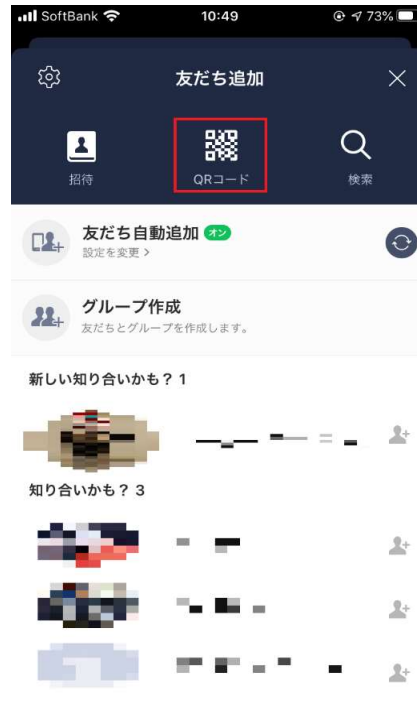 SoftBank 10:49 73%
友だち追加
招待 QRコード 検索
友だち自動追加 オン
設定を変更 >
グループ作成
友だちとグループを作成します。
新しい知り合いかも？ 1
知り合いかも？ 3